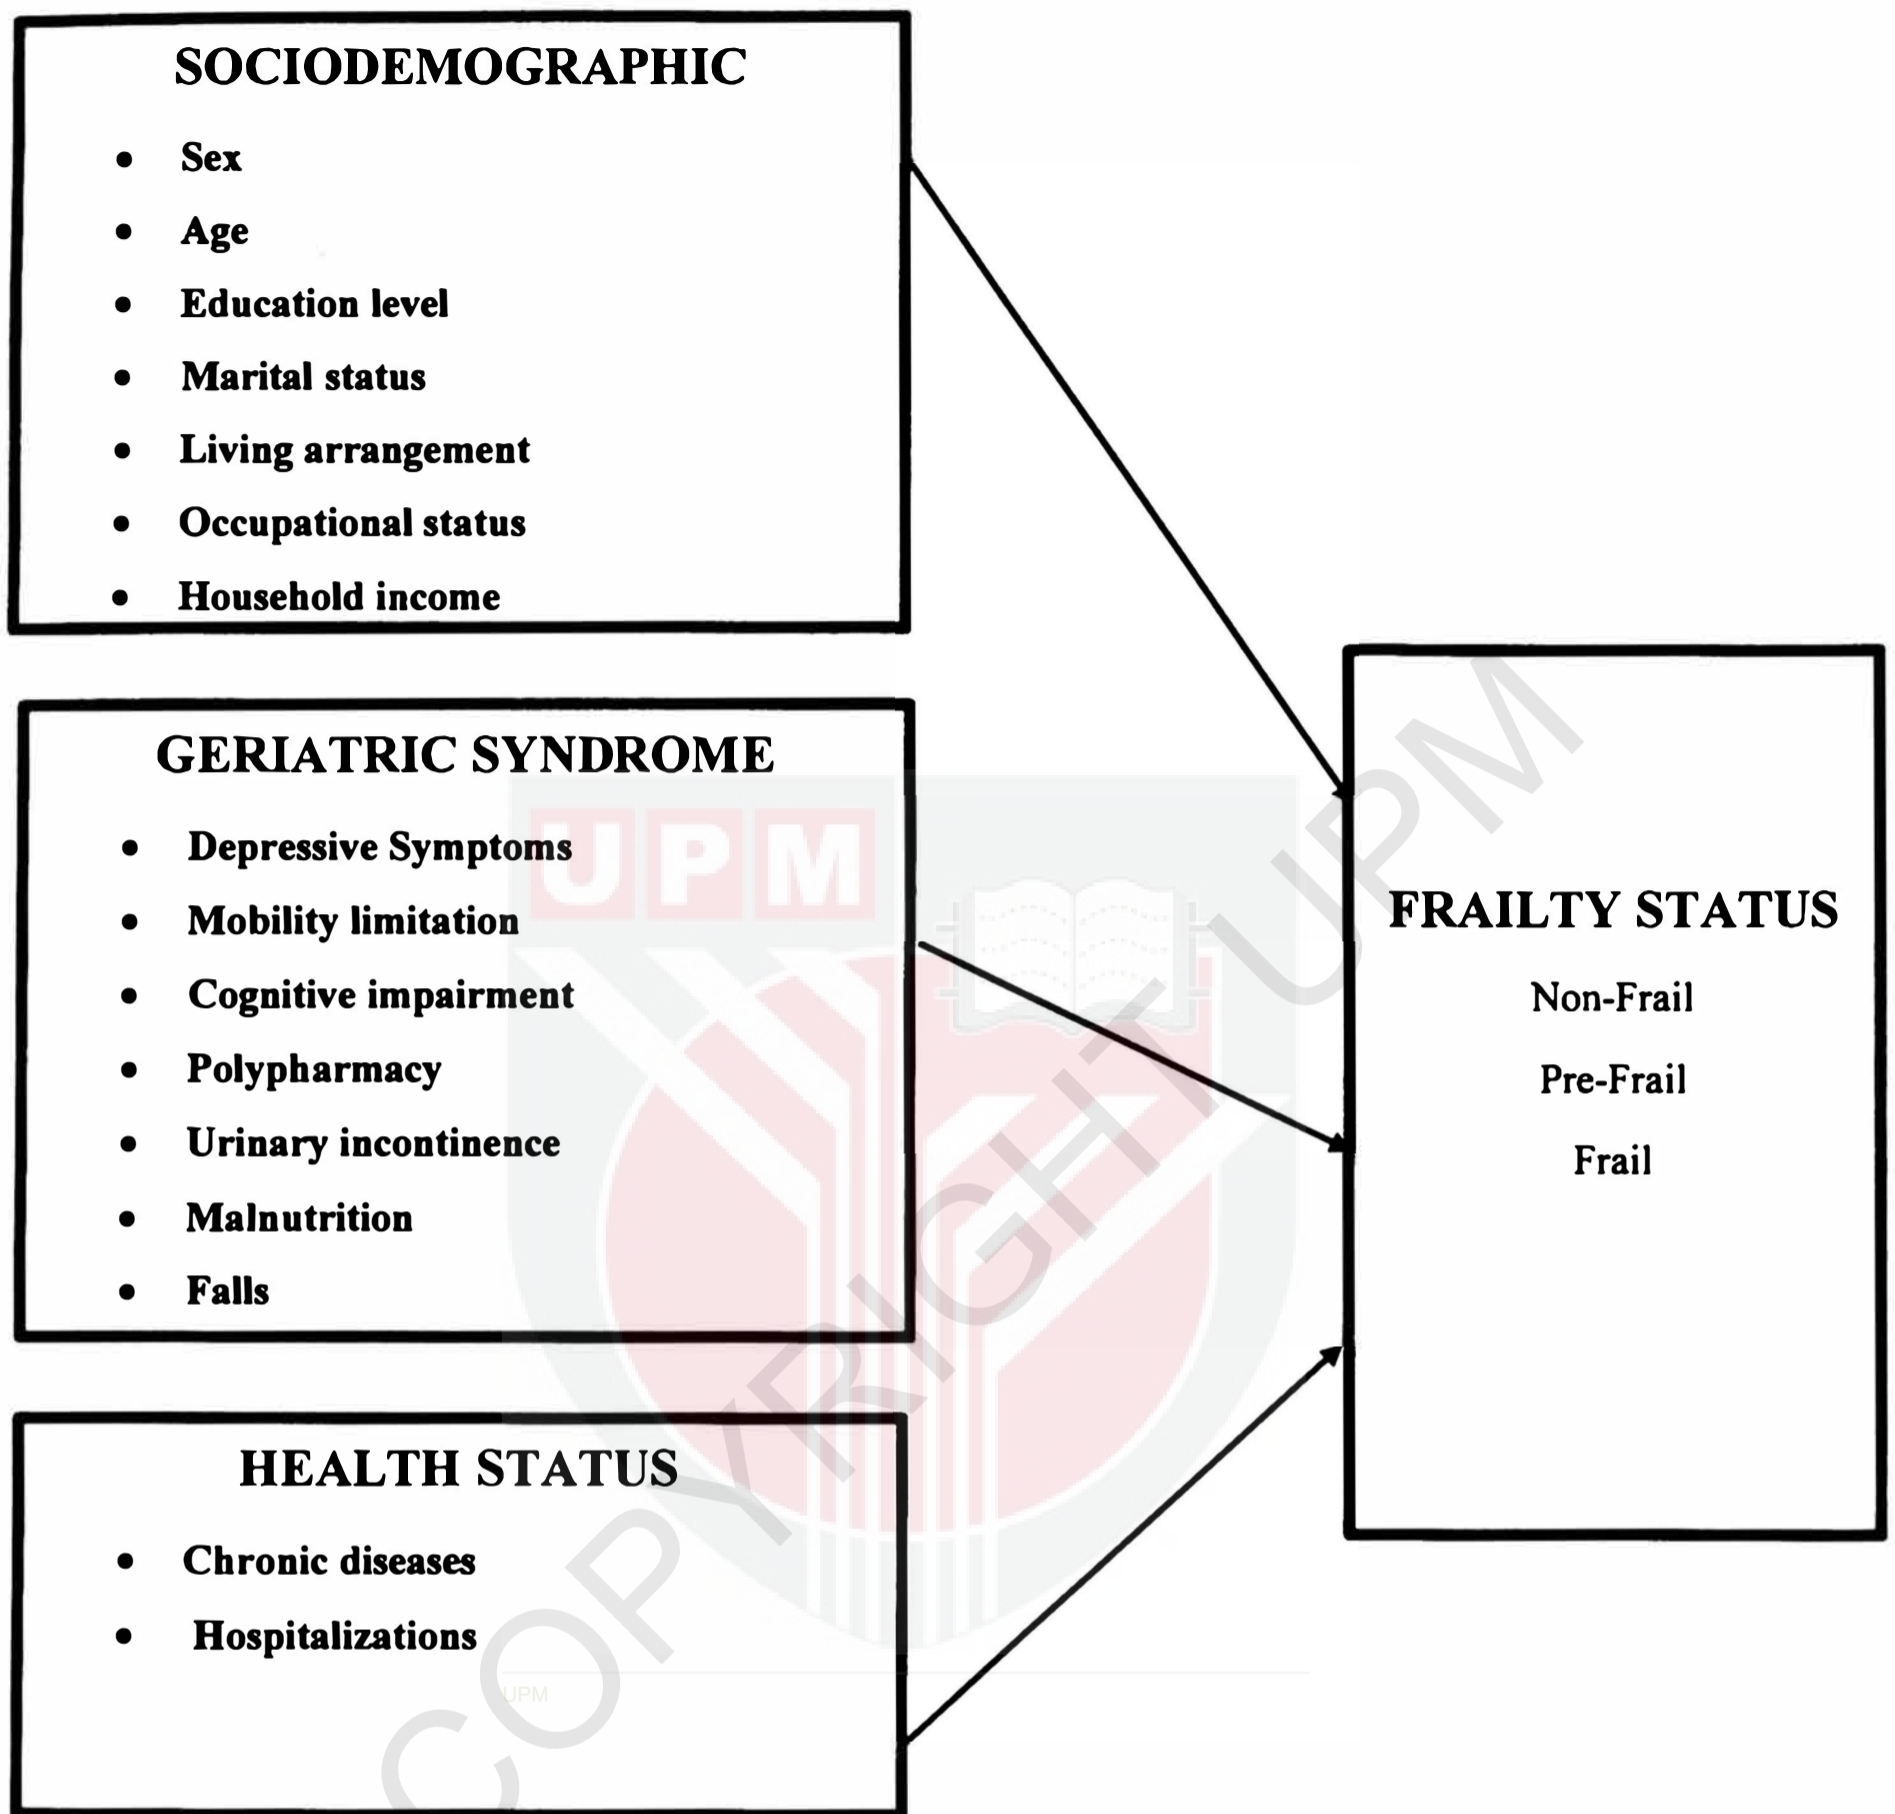 SOCIODEMOGRAPHIC
• Sex
• Age
• Education level
• Marital status
• Living arrangement
• Occupational status
• Household income
GERIATRIC SYNDROME
• Depressive Symptoms
• Mobility limitation
• Cognitive impairment
• Polypharmacy
• Urinary incontinence
• Malnutrition
• Falls
HEALTH STATUS
• Chronic diseases
• Hospitalizations
FRAILTY STATUS
Non-Frail
Pre-Frail
Frail
UPM
COPYRIGHT UPM
UPM